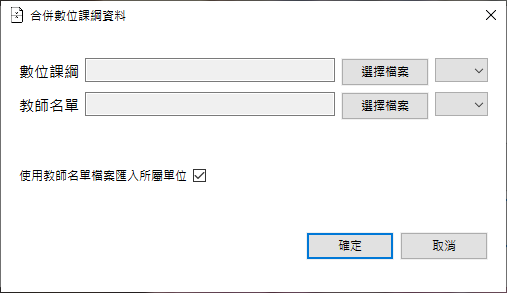 合併數位課綱資料
數位課綱 選擇檔案
教師名單 選擇檔案
使用教師名單檔案匯入所屬單位
確定 取消